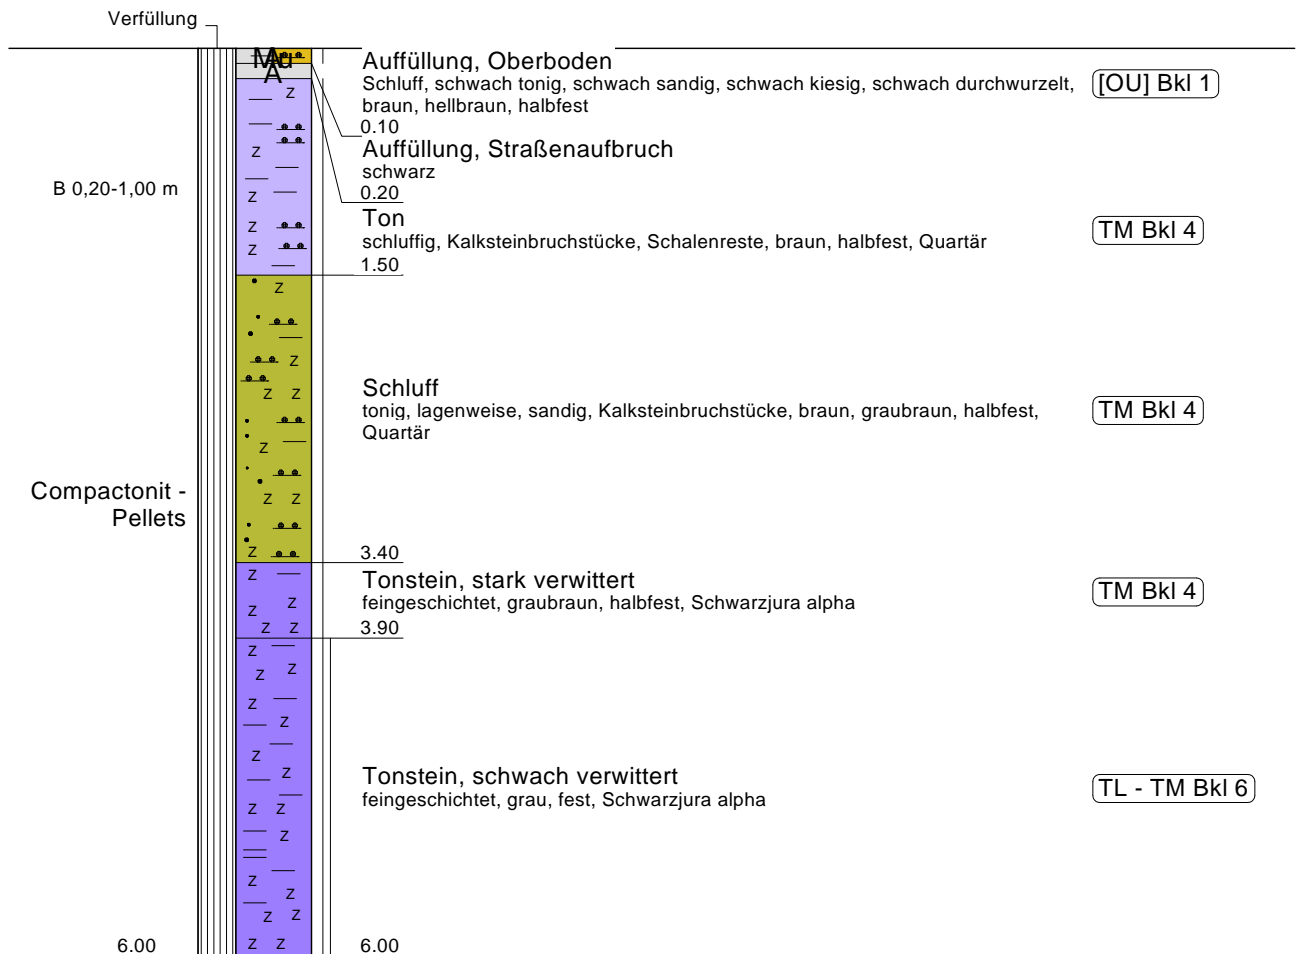 Verfüllung
Mu
A
Auffüllung, Oberboden
Schluff, schwach tonig, schwach sandig, schwach kiesig, schwach durchwurzelt,
braun, hellbraun, halbfest
[OU] Bkl 1
0.10
Auffüllung, Straßenaufbruch
schwarz
B 0,20-1,00 m
0.20
Ton
schluffig, Kalksteinbruchstücke, Schalenreste, braun, halbfest, Quartär
TM Bkl 4
1.50
Schluff
tonig, lagenweise, sandig, Kalksteinbruchstücke, braun, graubraun, halbfest,
Quartär
TM Bkl 4
Compactonit -
Pellets
3.40
Tonstein, stark verwittert
feingeschichtet, graubraun, halbfest, Schwarzjura alpha
TM Bkl 4
3.90
Tonstein, schwach verwittert
feingeschichtet, grau, fest, Schwarzjura alpha
TL - TM Bkl 6
6.00
6.00